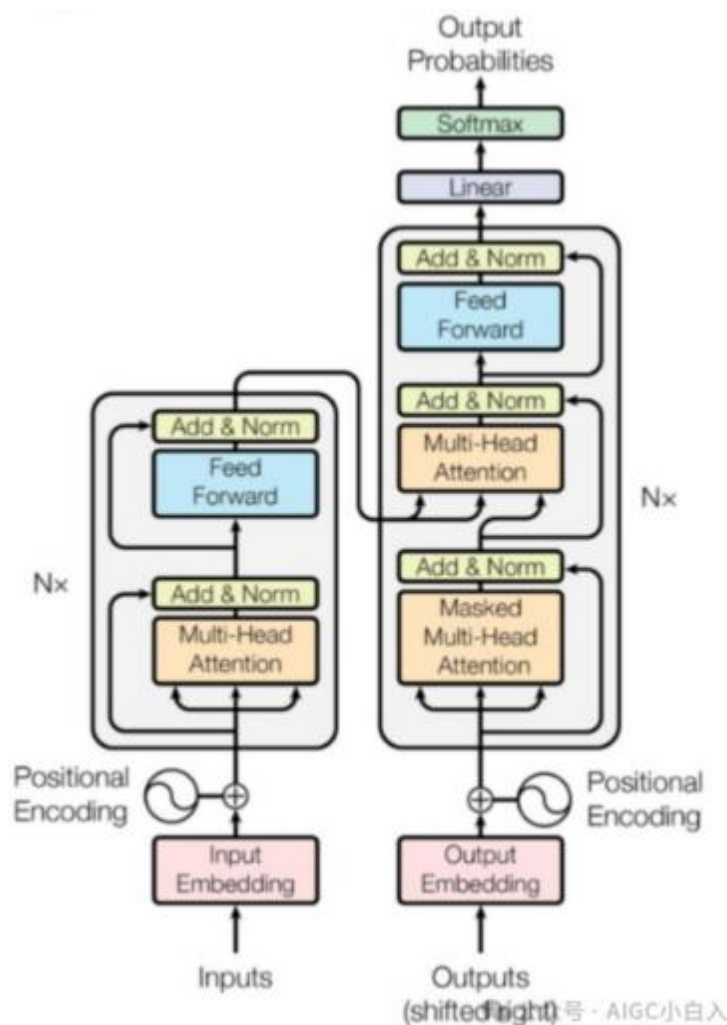 Output
Probabilities
Softmax
Linear
Add & Norm
Feed
Forward
Add & Norm
Multi-Head
Attention
Add & Norm
Masked
Multi-Head
Attention
N×
Add & Norm
Feed
Forward
Add & Norm
Multi-Head
Attention
N×
Positional
Encoding
Positional
Encoding
Input
Embedding
Output
Embedding
Inputs
Outputs
(shifted right)
号 · AIGC小白入